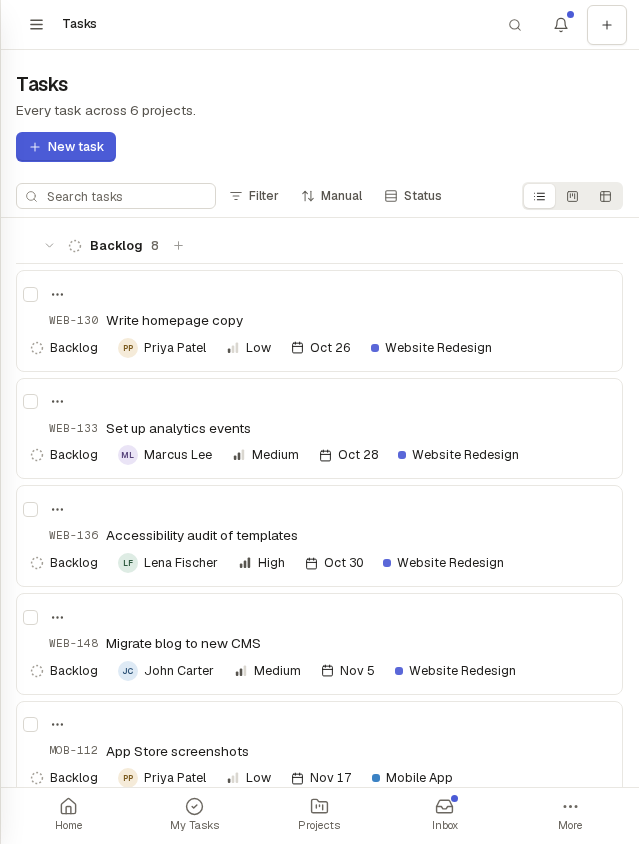 Tasks
Tasks
Every task across 6 projects.
New task
Search tasks Filter Manual Status
Backlog 8
WEB-130 Write homepage copy
Backlog PP Priya Patel Low Oct 26 Website Redesign
WEB-133 Set up analytics events
Backlog ML Marcus Lee Medium Oct 28 Website Redesign
WEB-136 Accessibility audit of templates
Backlog LF Lena Fischer High Oct 30 Website Redesign
WEB-148 Migrate blog to new CMS
Backlog JC John Carter Medium Nov 5 Website Redesign
MOB-112 App Store screenshots
Backlog PP Priya Patel Low Nov 17 Mobile App
Home My Tasks Projects Inbox More